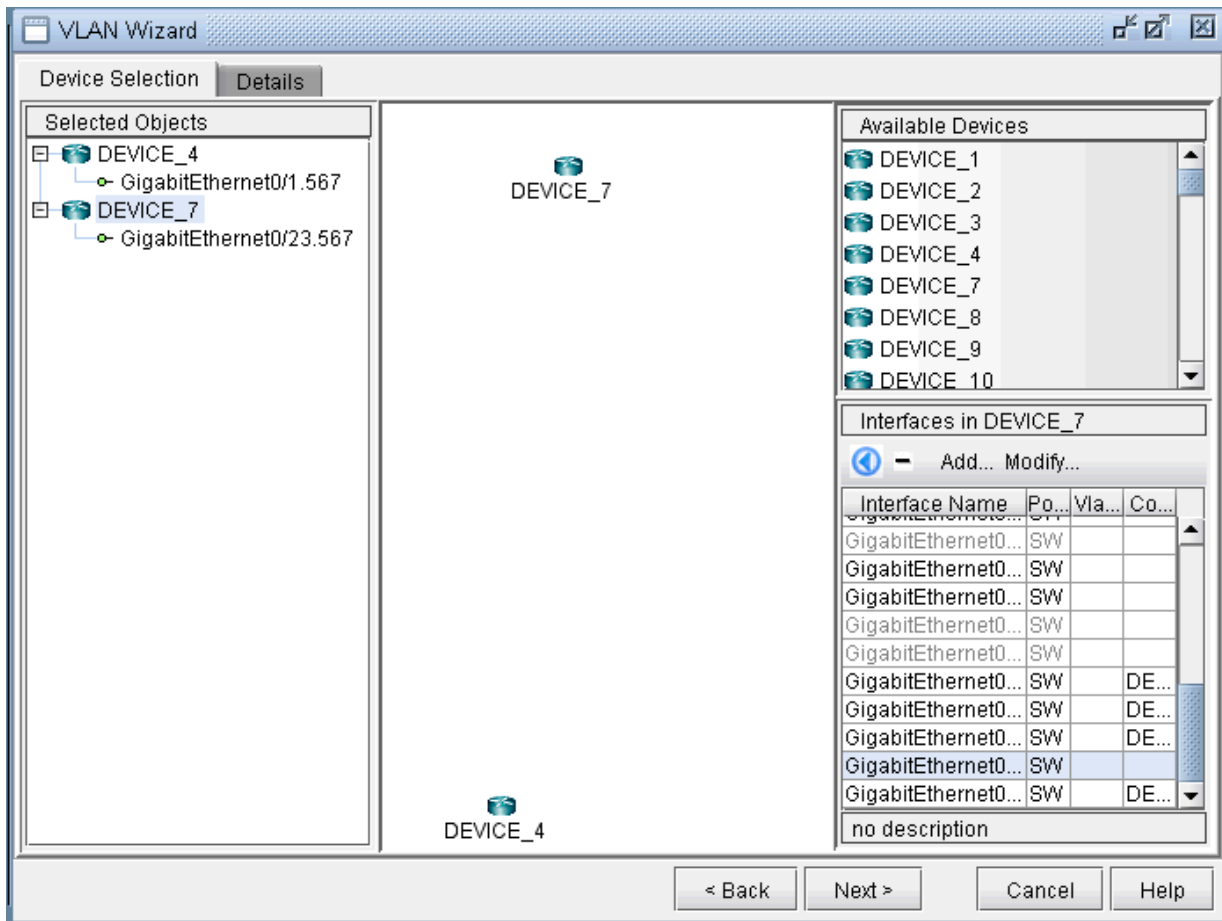 VLAN Wizard
Device Selection
Details
Selected Objects
DEVICE_4
GigabitEthernet0/1.567
DEVICE_7
GigabitEthernet0/23.567
DEVICE_7
DEVICE_4
Available Devices
DEVICE_1
DEVICE_2
DEVICE_3
DEVICE_4
DEVICE_7
DEVICE_8
DEVICE_9
DEVICE_10
Interfaces in DEVICE_7
Add... Modify...
Interface Name Po... Vla... Co...
GigabitEthernet0... SW
GigabitEthernet0... SW
GigabitEthernet0... SW
GigabitEthernet0... SW
GigabitEthernet0... SW
GigabitEthernet0... SW DE...
GigabitEthernet0... SW DE...
GigabitEthernet0... SW DE...
GigabitEthernet0... SW
GigabitEthernet0... SW DE...
no description
< Back Next > Cancel Help